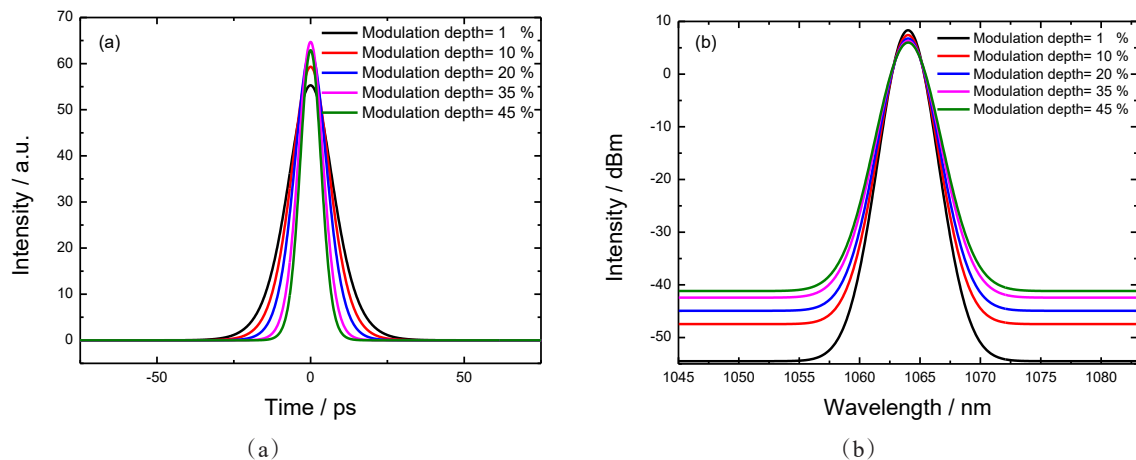 (a)
Modulation depth= 1 %
Modulation depth= 10 %
Modulation depth= 20 %
Modulation depth= 35 %
Modulation depth= 45 %
70
60
50
40
30
20
10
0
Intensity / a.u.
-50
0
50
Time / ps
(a)
(b)
Modulation depth= 1 %
Modulation depth= 10 %
Modulation depth= 20 %
Modulation depth= 35 %
Modulation depth= 45 %
10
0
-10
-20
-30
-40
-50
Intensity / dBm
1045
1050
1055
1060
1065
1070
1075
1080
Wavelength / nm
(b)